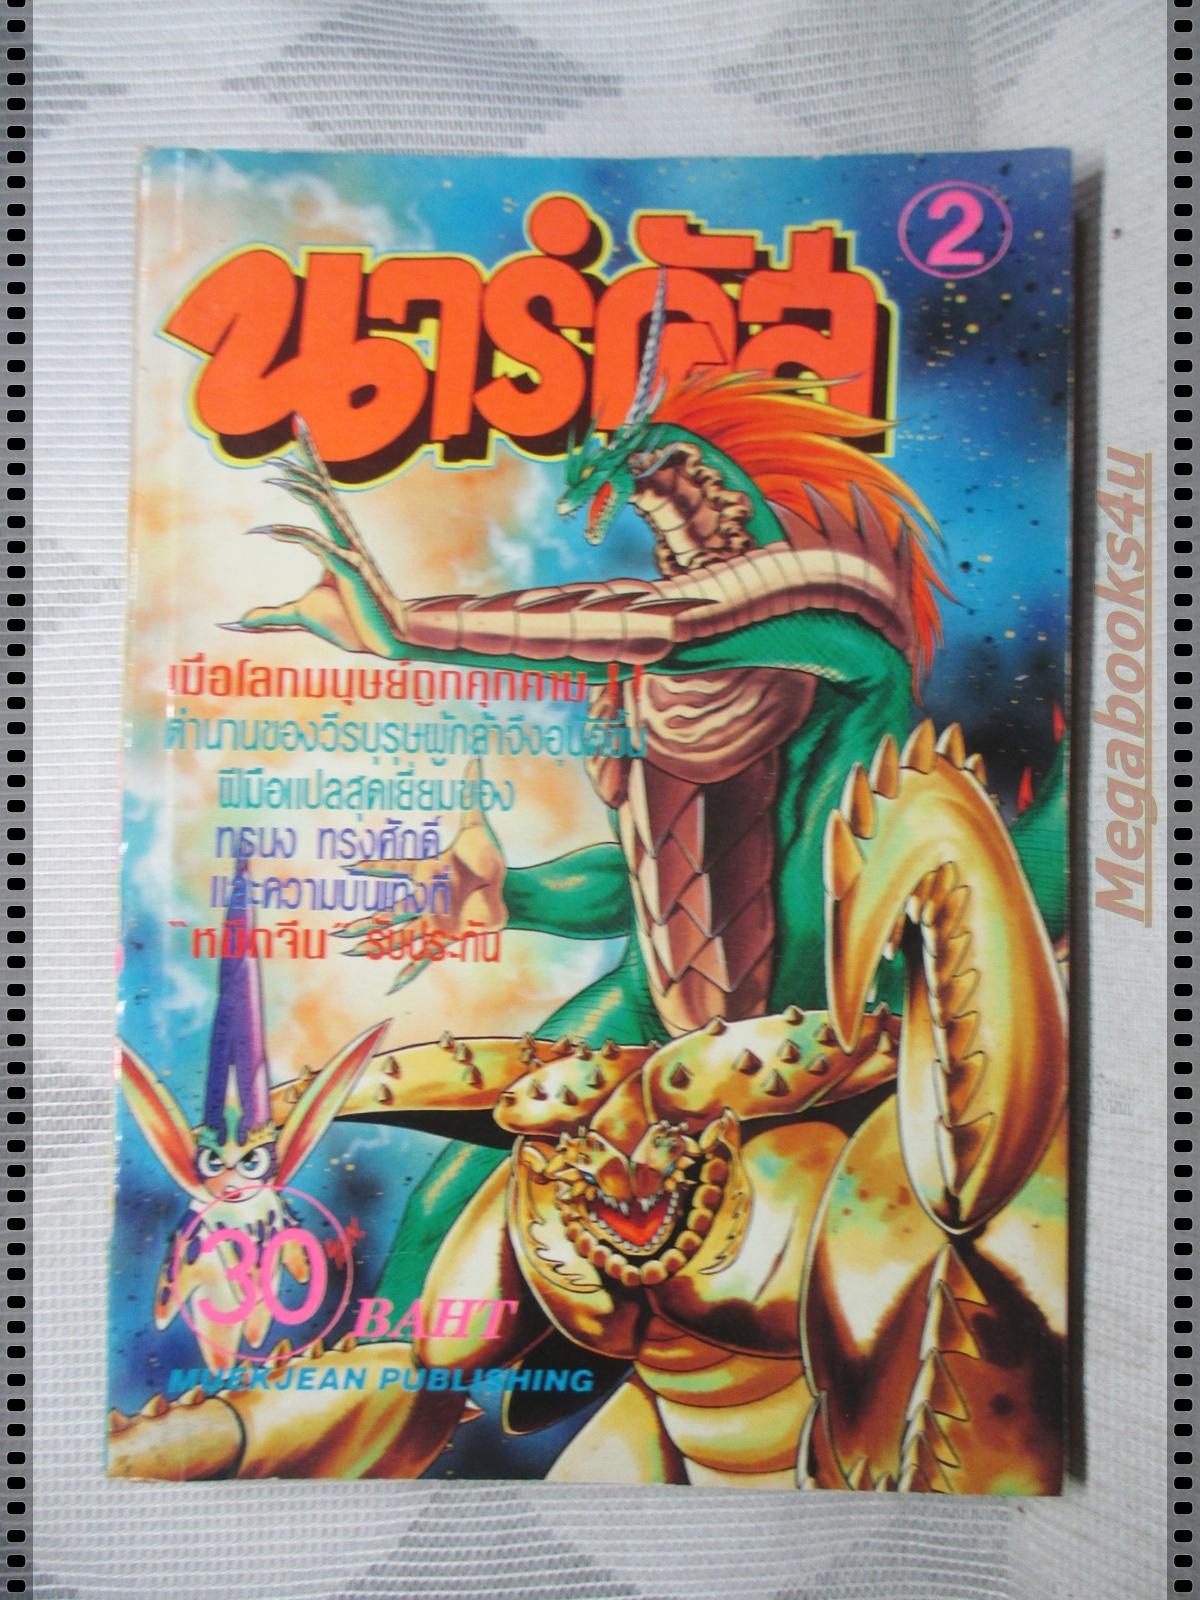 2
นาร์คัส
เมื่อโลกมนุษย์ถูกคุกคาม !!
ตำนานของวีรบุรุษผู้กล้าจึงอุบัติขึ้น
ฝีมือแปลสุดเยี่ยมของ
ทรนง ทรงศักดิ์
และความบันเทิงที่
"หมึกจีน" รับประกัน
30
BAHT
MUEKJEAN PUBLISHING
Megabooks4u